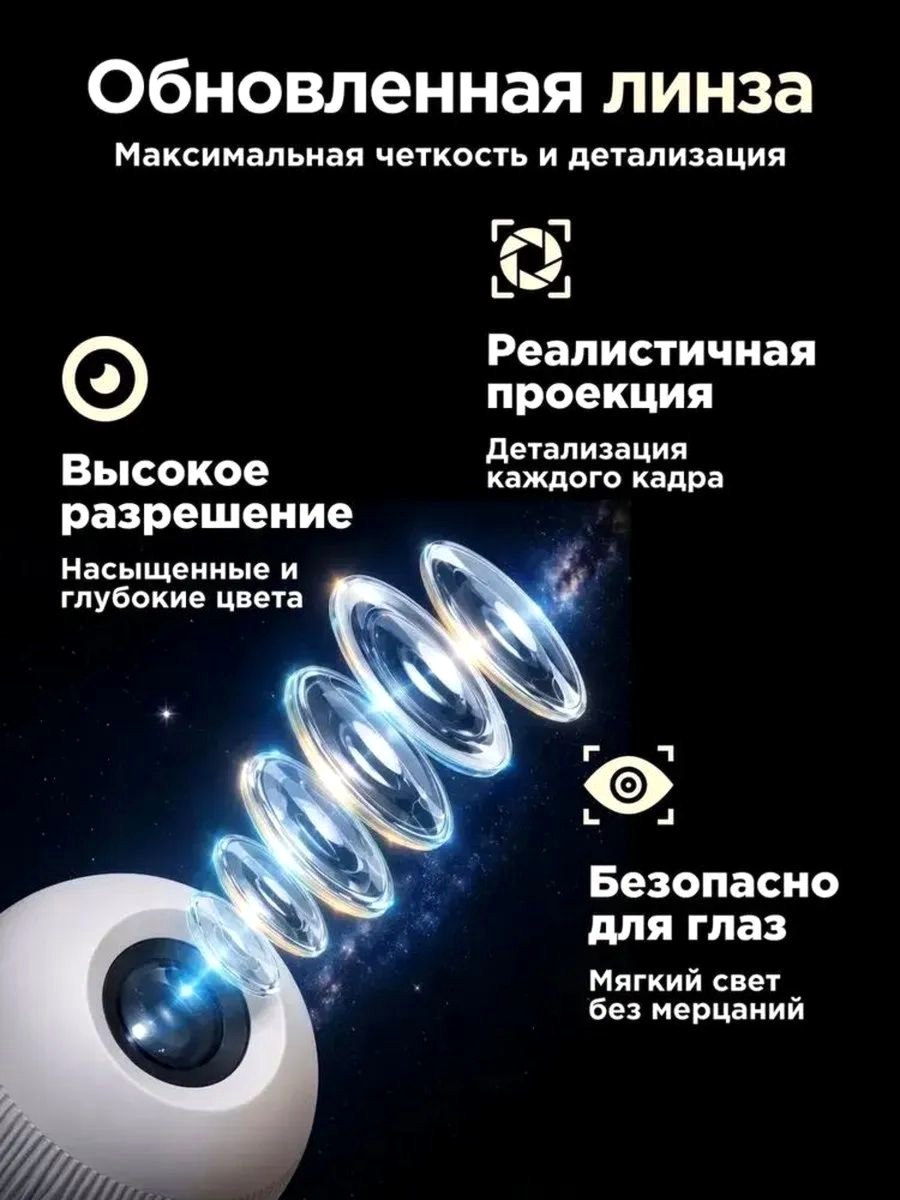 Обновленная линза
Максимальная четкость и детализация
Реалистичная
проекция
Детализация
каждого кадра
Высокое
разрешение
Насыщенные и
глубокие цвета
Безопасно
для глаз
Мягкий свет
без мерцаний